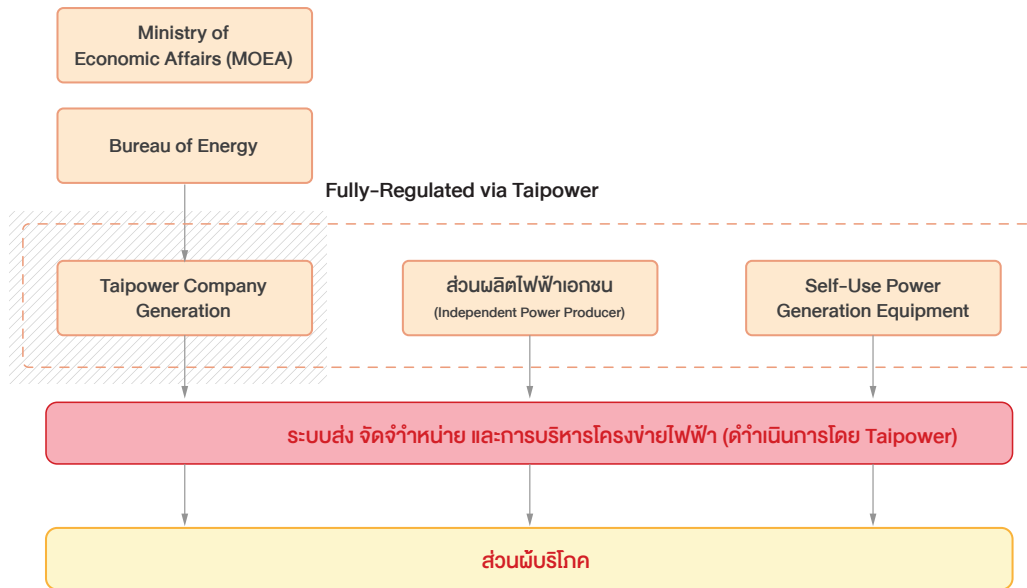 Ministry of
Economic Affairs (MOEA)
Bureau of Energy
Fully-Regulated via Taipower
Taipower Company
Generation
ส่วนผลิตไฟฟ้าเอกชน
(Independent Power Producer)
Self-Use Power
Generation Equipment
ระบบส่ง จัดจำำหน่าย และการบริหารโครงข่ายไฟฟ้า (ดำำเนินการโดย Taipower)
ส่วนผู้บริโภค